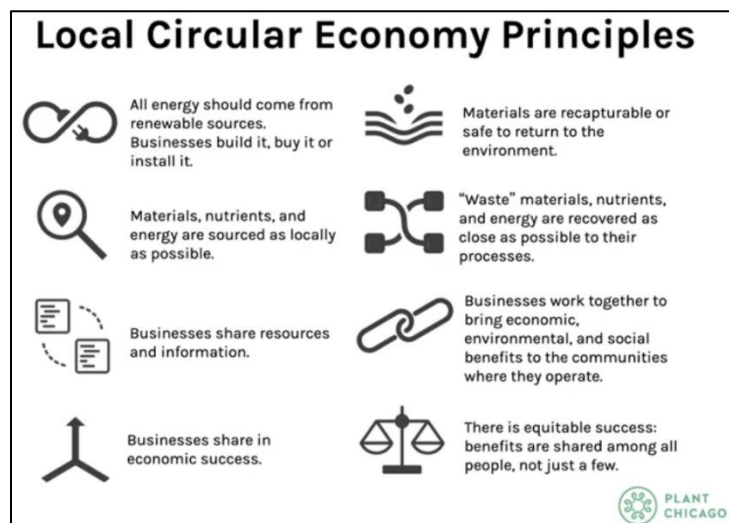 Local Circular Economy Principles
All energy should come from
renewable sources.
Businesses build it, buy it or
install it.
Materials are recapturable or
safe to return to the
environment.
Materials, nutrients, and
energy are sourced as locally
as possible.
“Waste” materials, nutrients,
and energy are recovered as
close as possible to their
processes.
Businesses share resources
and information.
Businesses work together to
bring economic,
environmental, and social
benefits to the communities
where they operate.
Businesses share in
economic success.
There is equitable success:
benefits are shared among all
people, not just a few.
PLANT
CHICAGO